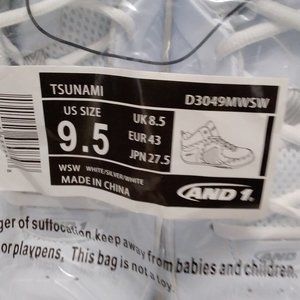 TSUNAMI
D3049MWSW
US SIZE
9.5
UK 8.5
EUR 43
JPN 27.5
WSW WHITE/SILVER/WHITE
MADE IN CHINA
AND 1.
ger of suffocation, keep away from babies and children.
or playpens. This bag is not a toy